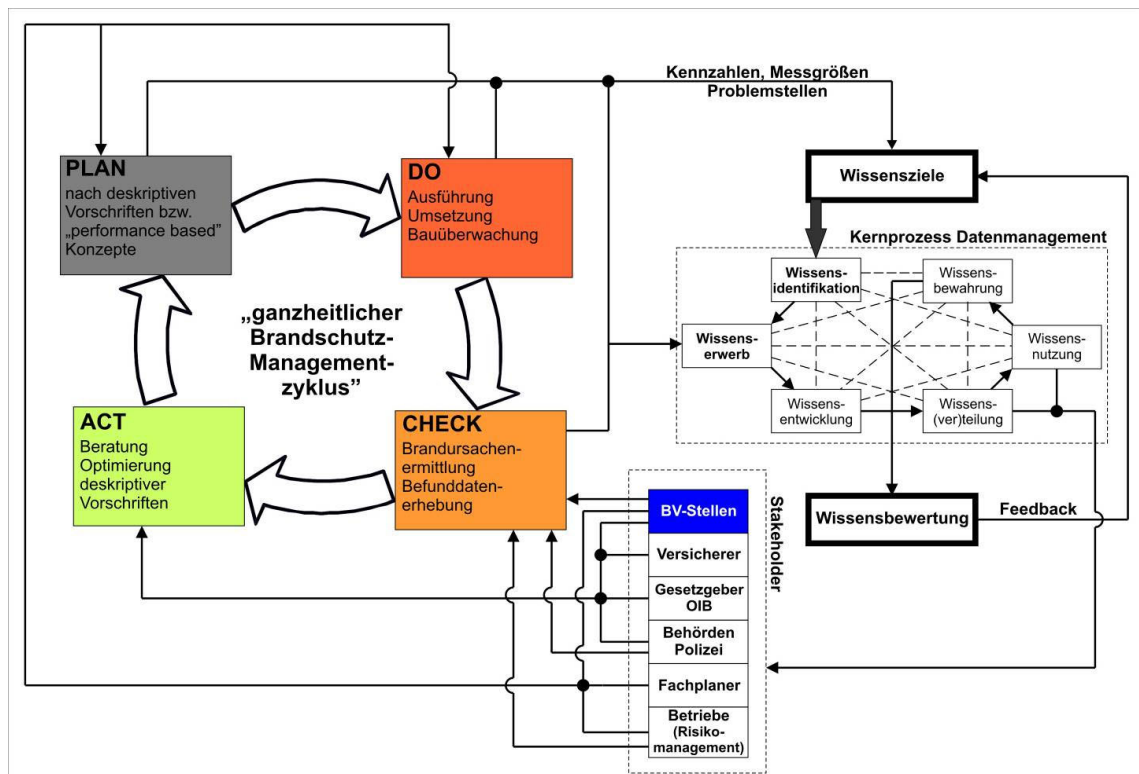 Kennzahlen, Messgrößen
Problemstellen
PLAN
nach deskriptiven
Vorschriften bzw.
„performance based”
Konzepte
DO
Ausführung
Umsetzung
Bauüberwachung
„ganzheitlicher
Brandschutz-
Management-
zyklus”
ACT
Beratung
Optimierung
deskriptiver
Vorschriften
CHECK
Brandursachen-
ermittlung
Befunddaten-
erhebung
Wissensziele
Kernprozess Datenmanagement
Wissens-
identifikation
Wissens-
bewahrung
Wissens-
erwerb
Wissens-
nutzung
Wissens-
entwicklung
Wissens-
(ver)teilung
Wissensbewertung
Feedback
Stakeholder
BV-Stellen
Versicherer
Gesetzgeber
OIB
Behörden
Polizei
Fachplaner
Betriebe
(Risiko-
management)